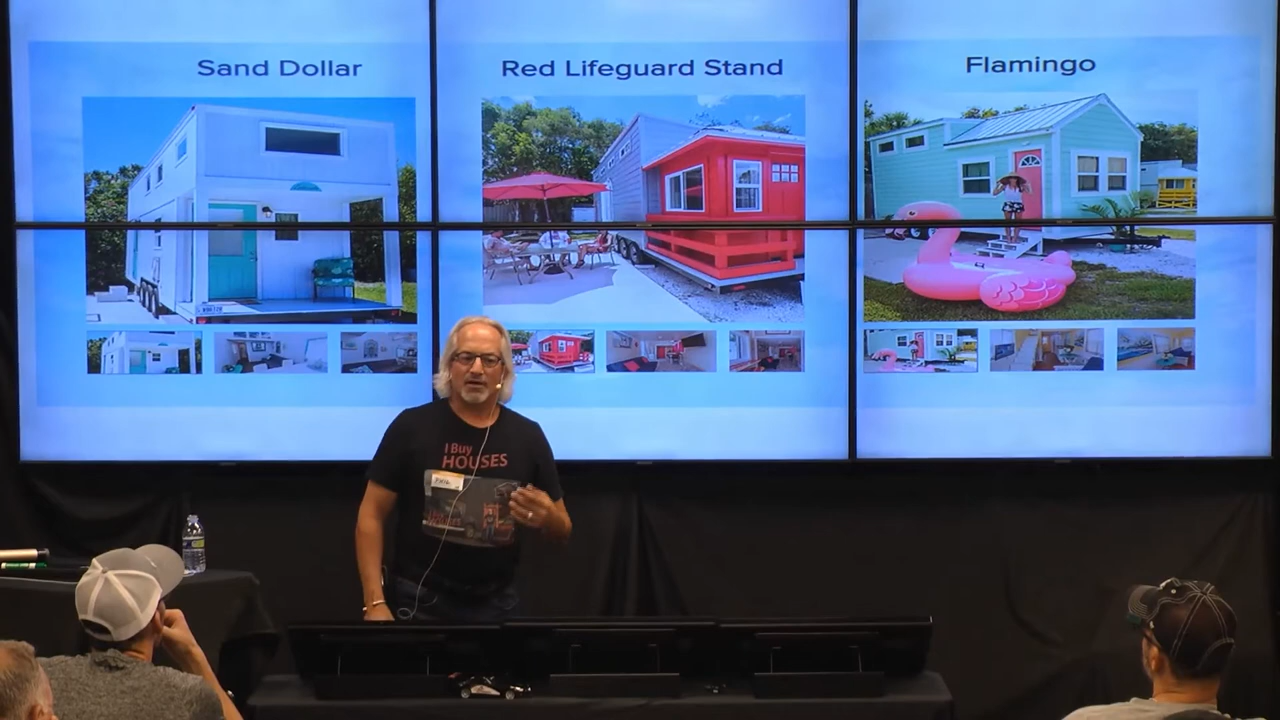 Sand Dollar
Red Lifeguard Stand
Flamingo
I Buy
HOUSES